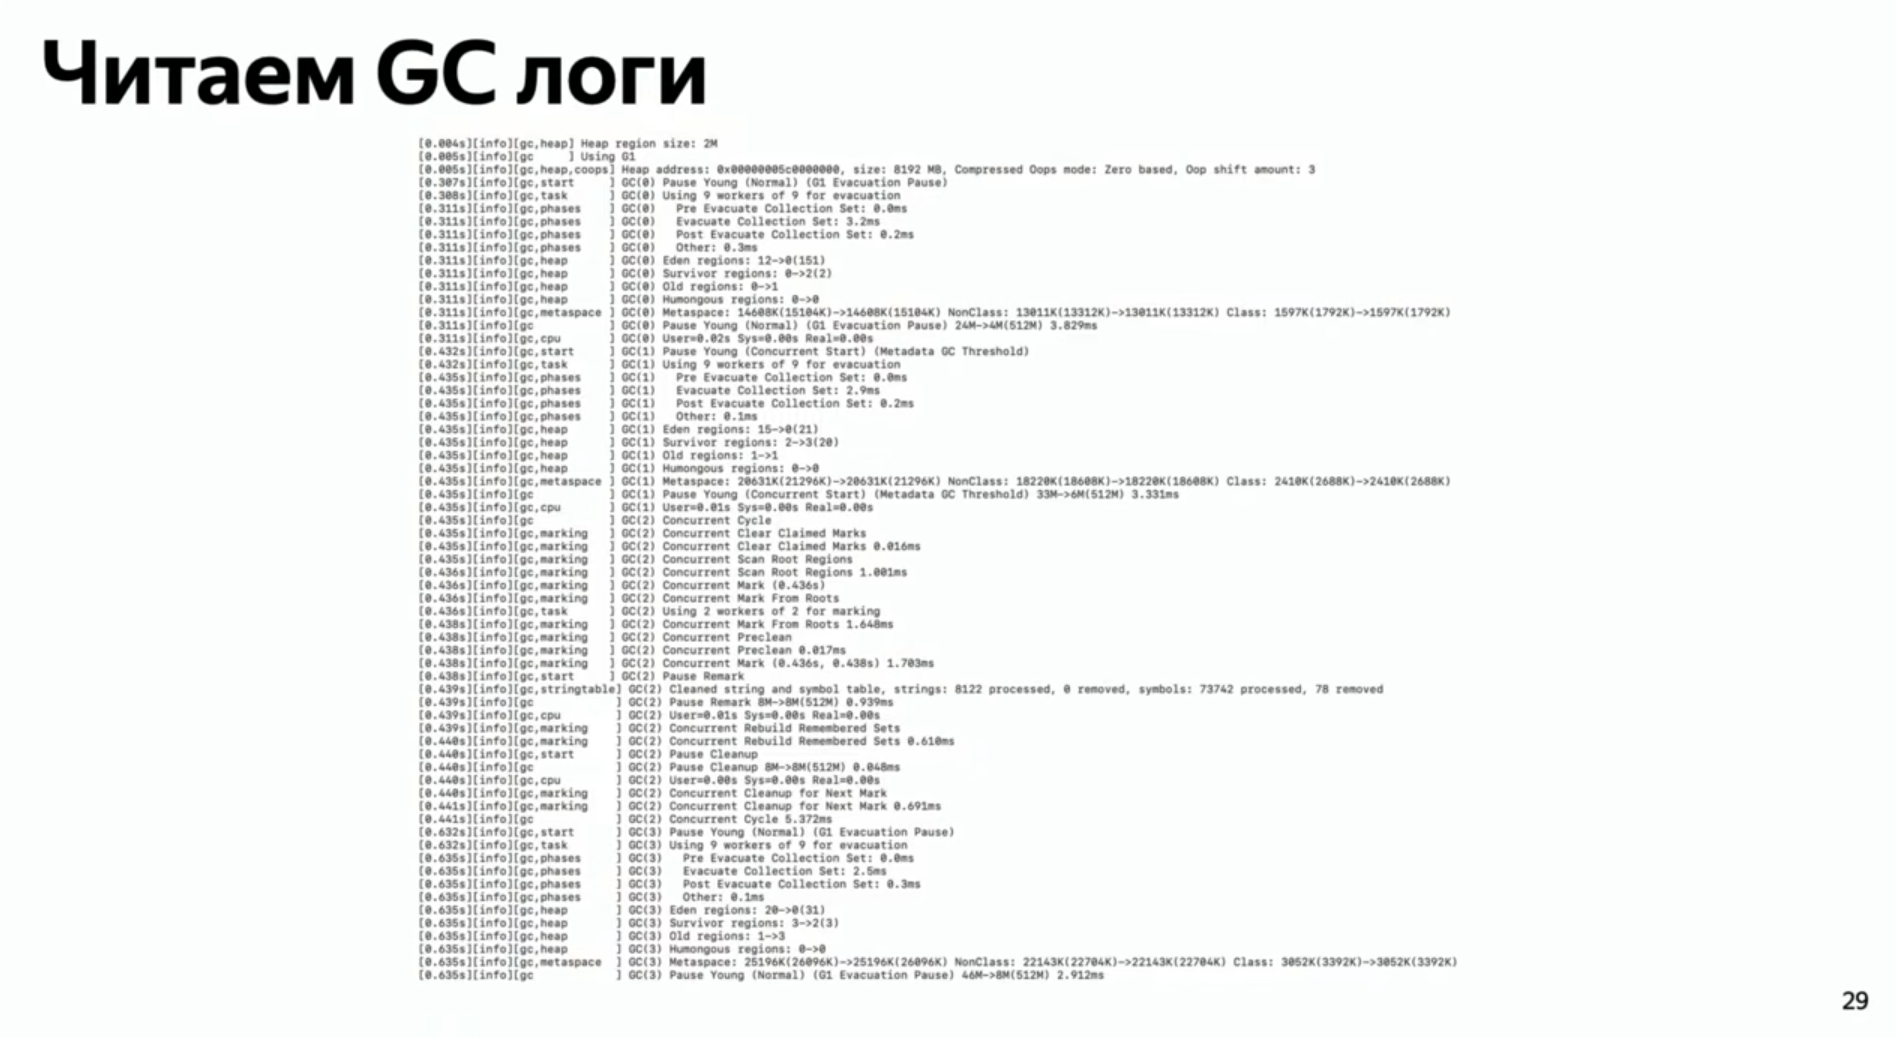 Читаем GC логи
[0.004s][info][gc,heap] Heap region size: 2M
[0.005s][info][gc     ] Using G1
[0.005s][info][gc,heap,coops] Heap address: 0x00000005c0000000, size: 8192 MB, Compressed Oops mode: Zero based, Oop shift amount: 3
[0.307s][info][gc,start     ] GC(0) Pause Young (Normal) (G1 Evacuation Pause)
[0.308s][info][gc,task      ] GC(0) Using 9 workers of 9 for evacuation
[0.311s][info][gc,phases    ] GC(0)   Pre Evacuate Collection Set: 0.0ms
[0.311s][info][gc,phases    ] GC(0)   Evacuate Collection Set: 3.2ms
[0.311s][info][gc,phases    ] GC(0)   Post Evacuate Collection Set: 0.2ms
[0.311s][info][gc,phases    ] GC(0)   Other: 0.3ms
[0.311s][info][gc,heap      ] GC(0) Eden regions: 12->0(151)
[0.311s][info][gc,heap      ] GC(0) Survivor regions: 0->2(2)
[0.311s][info][gc,heap      ] GC(0) Old regions: 0->1
[0.311s][info][gc,heap      ] GC(0) Humongous regions: 0->0
[0.311s][info][gc,metaspace ] GC(0) Metaspace: 14608K(15104K)->14608K(15104K) NonClass: 13011K(13312K)->13011K(13312K) Class: 1597K(1792K)->1597K(1792K)
[0.311s][info][gc           ] GC(0) Pause Young (Normal) (G1 Evacuation Pause) 24M->4M(512M) 3.829ms
[0.311s][info][gc,cpu       ] GC(0) User=0.02s Sys=0.00s Real=0.00s
[0.432s][info][gc,start     ] GC(1) Pause Young (Concurrent Start) (Metadata GC Threshold)
[0.432s][info][gc,task      ] GC(1) Using 9 workers of 9 for evacuation
[0.435s][info][gc,phases    ] GC(1)   Pre Evacuate Collection Set: 0.0ms
[0.435s][info][gc,phases    ] GC(1)   Evacuate Collection Set: 2.9ms
[0.435s][info][gc,phases    ] GC(1)   Post Evacuate Collection Set: 0.2ms
[0.435s][info][gc,phases    ] GC(1)   Other: 0.1ms
[0.435s][info][gc,heap      ] GC(1) Eden regions: 15->0(21)
[0.435s][info][gc,heap      ] GC(1) Survivor regions: 2->3(20)
[0.435s][info][gc,heap      ] GC(1) Old regions: 1->1
[0.435s][info][gc,heap      ] GC(1) Humongous regions: 0->0
[0.435s][info][gc,metaspace ] GC(1) Metaspace: 20631K(21296K)->20631K(21296K) NonClass: 18220K(18608K)->18220K(18608K) Class: 2410K(2688K)->2410K(2688K)
[0.435s][info][gc           ] GC(1) Pause Young (Concurrent Start) (Metadata GC Threshold) 33M->6M(512M) 3.331ms
[0.435s][info][gc,cpu       ] GC(1) User=0.01s Sys=0.00s Real=0.00s
[0.435s][info][gc           ] GC(2) Concurrent Cycle
[0.435s][info][gc,marking   ] GC(2) Concurrent Clear Claimed Marks
[0.435s][info][gc,marking   ] GC(2) Concurrent Clear Claimed Marks 0.016ms
[0.435s][info][gc,marking   ] GC(2) Concurrent Scan Root Regions
[0.436s][info][gc,marking   ] GC(2) Concurrent Scan Root Regions 1.001ms
[0.436s][info][gc,marking   ] GC(2) Concurrent Mark (0.436s)
[0.436s][info][gc,marking   ] GC(2) Concurrent Mark From Roots
[0.436s][info][gc,task      ] GC(2) Using 2 workers of 2 for marking
[0.438s][info][gc,marking   ] GC(2) Concurrent Mark From Roots 1.648ms
[0.438s][info][gc,marking   ] GC(2) Concurrent Preclean
[0.438s][info][gc,marking   ] GC(2) Concurrent Preclean 0.017ms
[0.438s][info][gc,marking   ] GC(2) Concurrent Mark (0.436s, 0.438s) 1.703ms
[0.438s][info][gc,start     ] GC(2) Pause Remark
[0.439s][info][gc,stringtable] GC(2) Cleaned string and symbol table, strings: 8122 processed, 0 removed, symbols: 73742 processed, 78 removed
[0.439s][info][gc            ] GC(2) Pause Remark 8M->8M(512M) 0.939ms
[0.439s][info][gc,cpu        ] GC(2) User=0.01s Sys=0.00s Real=0.00s
[0.439s][info][gc,marking    ] GC(2) Concurrent Rebuild Remembered Sets
[0.440s][info][gc,marking    ] GC(2) Concurrent Rebuild Remembered Sets 0.610ms
[0.440s][info][gc,start      ] GC(2) Pause Cleanup
[0.440s][info][gc            ] GC(2) Pause Cleanup 8M->8M(512M) 0.048ms
[0.440s][info][gc,cpu        ] GC(2) User=0.00s Sys=0.00s Real=0.00s
[0.440s][info][gc,marking    ] GC(2) Concurrent Cleanup for Next Mark
[0.441s][info][gc,marking    ] GC(2) Concurrent Cleanup for Next Mark 0.691ms
[0.441s][info][gc            ] GC(2) Concurrent Cycle 5.372ms
[0.632s][info][gc,start      ] GC(3) Pause Young (Normal) (G1 Evacuation Pause)
[0.632s][info][gc,task       ] GC(3) Using 9 workers of 9 for evacuation
[0.635s][info][gc,phases     ] GC(3)   Pre Evacuate Collection Set: 0.0ms
[0.635s][info][gc,phases     ] GC(3)   Evacuate Collection Set: 2.5ms
[0.635s][info][gc,phases     ] GC(3)   Post Evacuate Collection Set: 0.3ms
[0.635s][info][gc,phases     ] GC(3)   Other: 0.1ms
[0.635s][info][gc,heap       ] GC(3) Eden regions: 20->0(31)
[0.635s][info][gc,heap       ] GC(3) Survivor regions: 3->2(3)
[0.635s][info][gc,heap       ] GC(3) Old regions: 1->3
[0.635s][info][gc,heap       ] GC(3) Humongous regions: 0->0
[0.635s][info][gc,metaspace  ] GC(3) Metaspace: 25196K(26096K)->25196K(26096K) NonClass: 22143K(22704K)->22143K(22704K) Class: 3052K(3392K)->3052K(3392K)
[0.635s][info][gc            ] GC(3) Pause Young (Normal) (G1 Evacuation Pause) 46M->8M(512M) 2.912ms
29